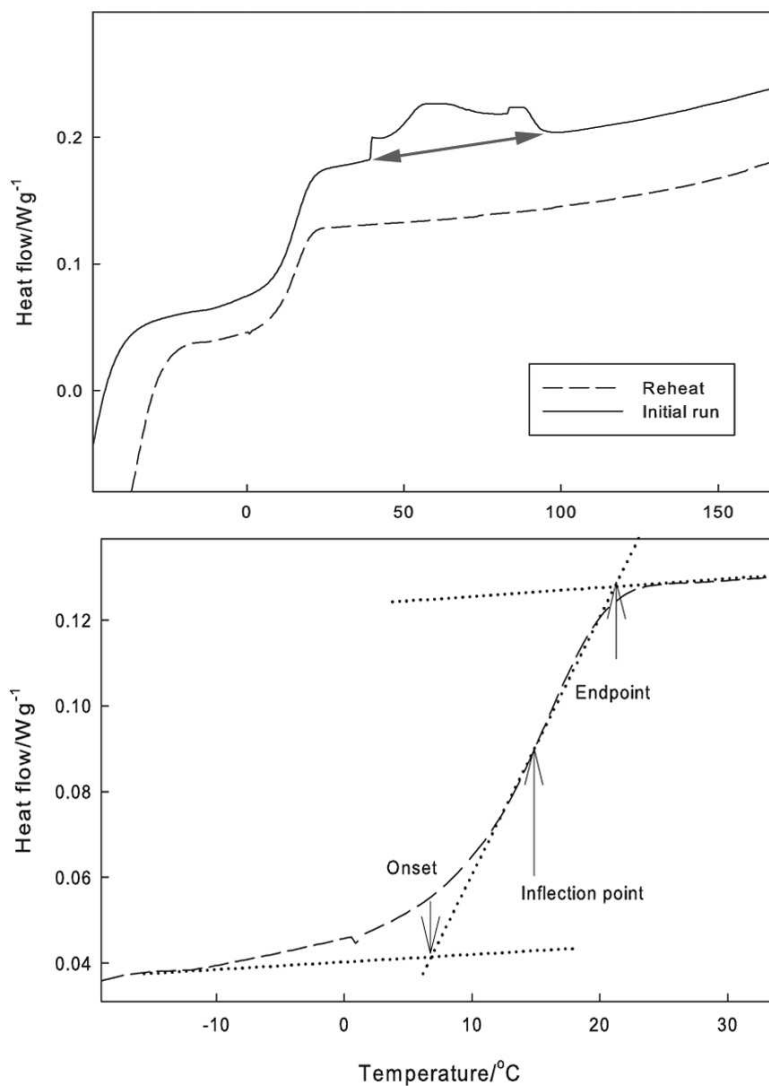 Heat flow/Wg⁻¹
0.2
0.1
0.0
Reheat
Initial run
0
50
100
150
Heat flow/Wg⁻¹
0.12
0.10
0.08
0.06
0.04
Endpoint
Onset
Inflection point
-10
0
10
20
30
Temperature/°C